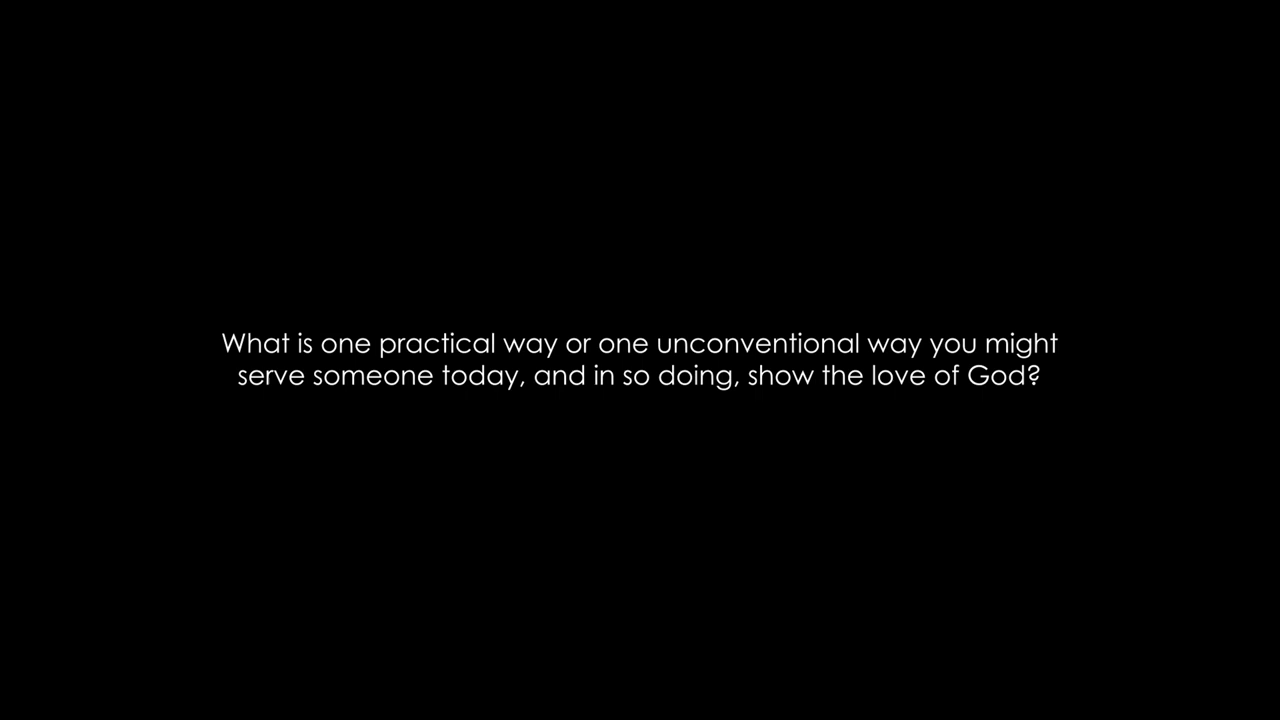 What is one practical way or one unconventional way you might
serve someone today, and in so doing, show the love of God?